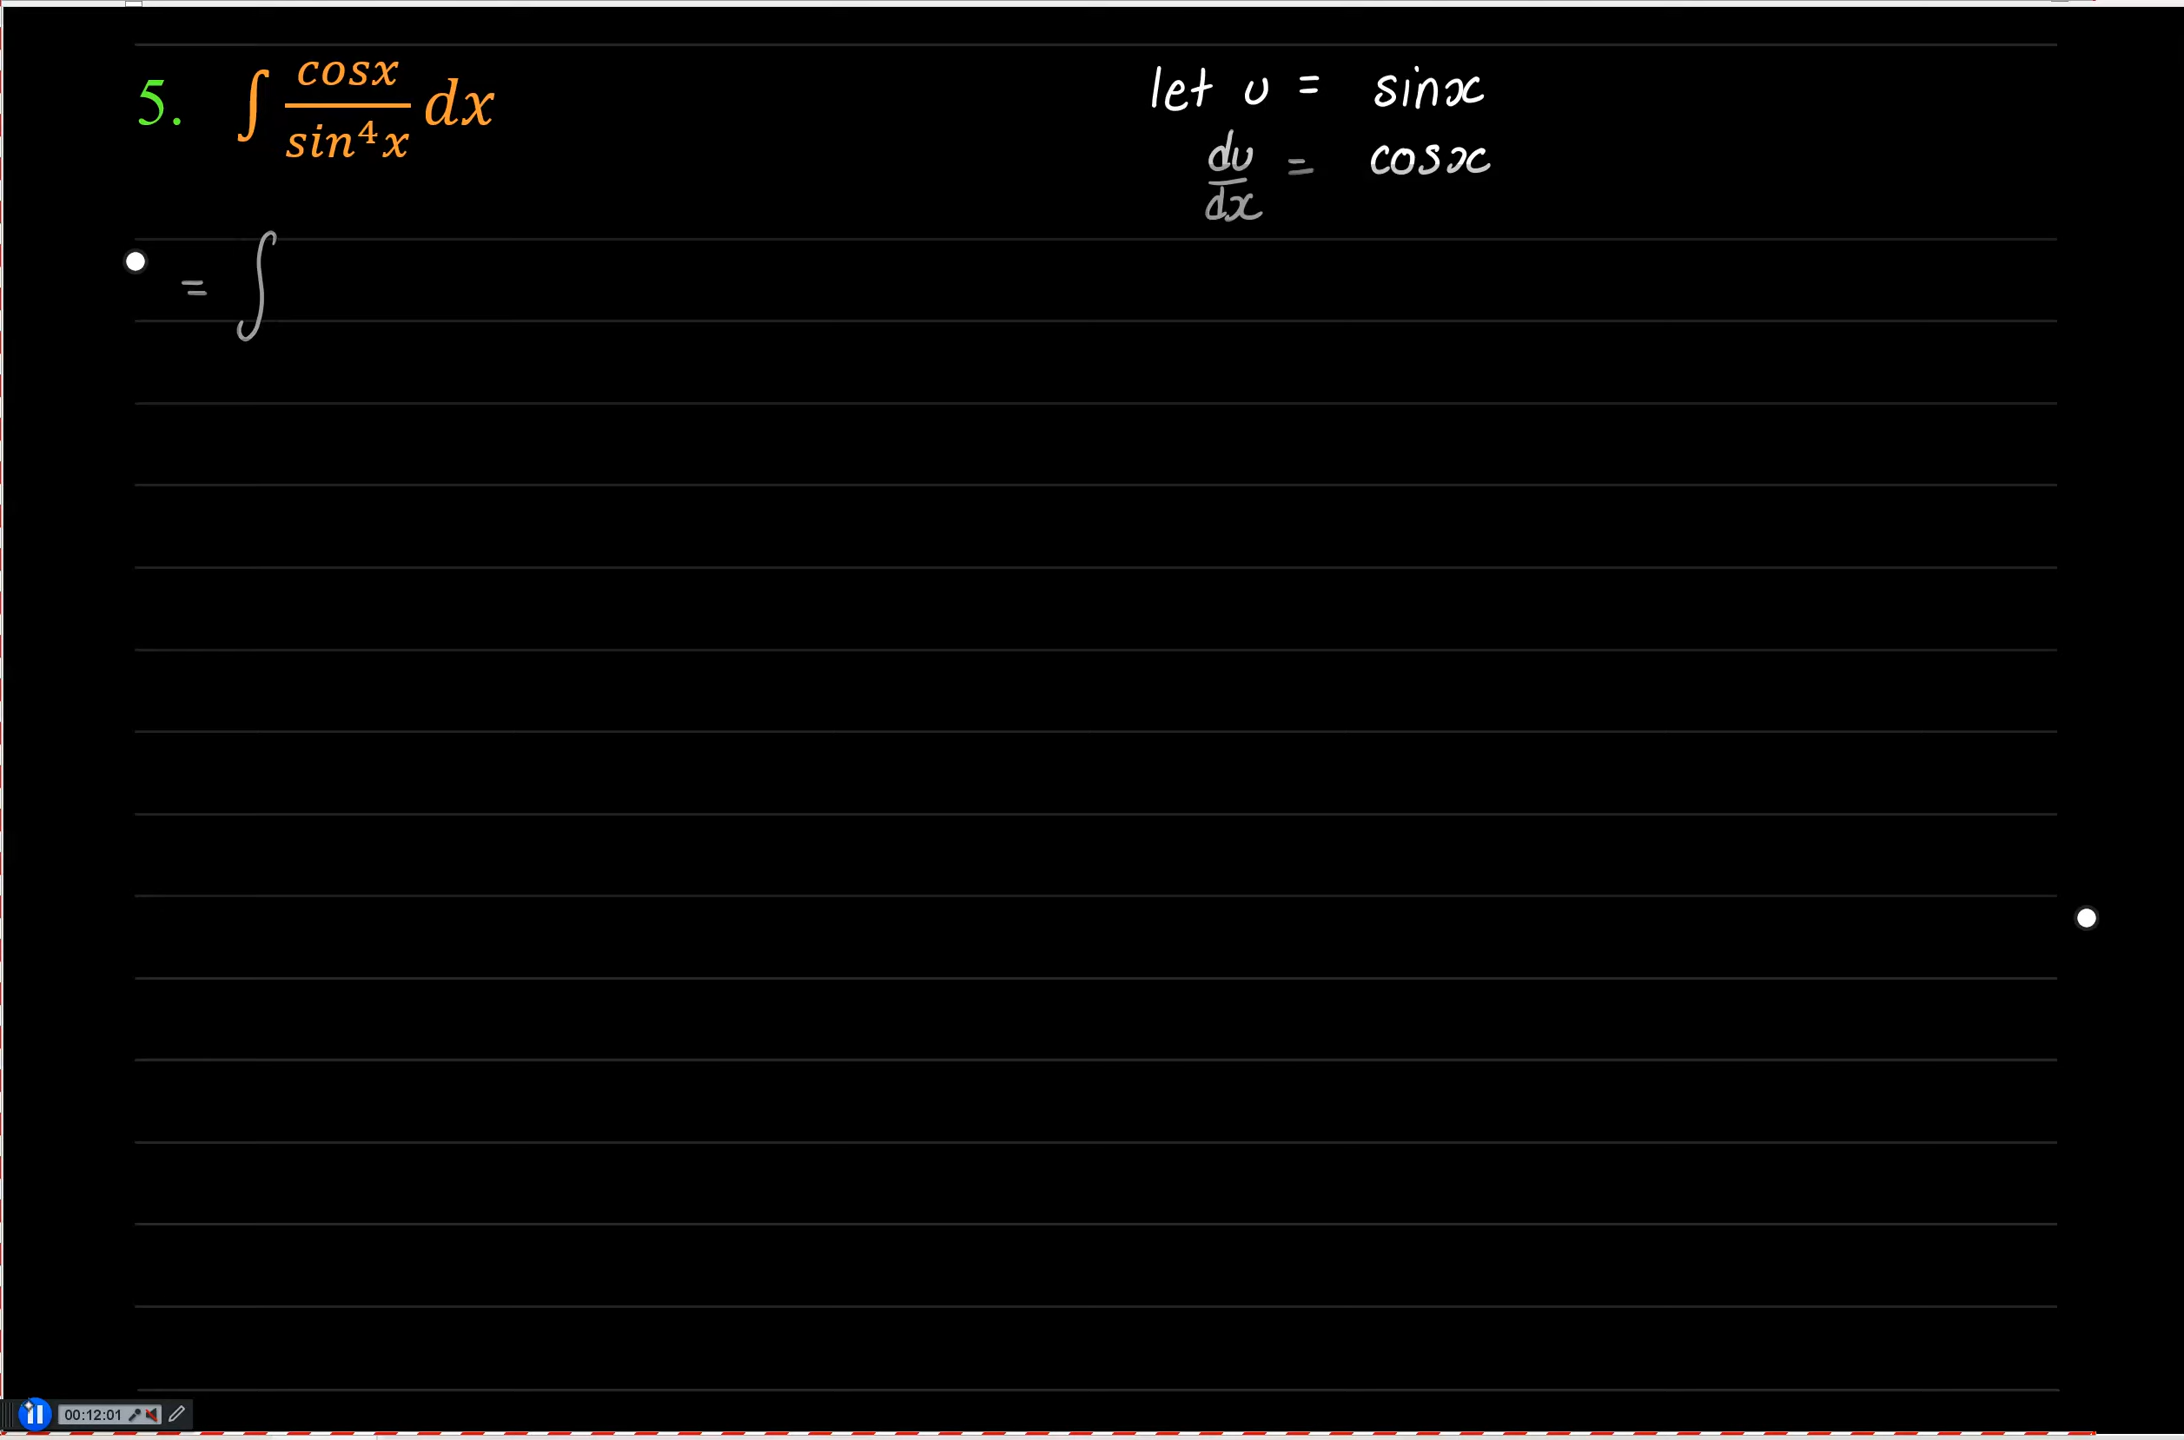 5. ∫ cosx/sin⁴x dx
let u = sinx
du/dx = cosx
= ∫
00:12:01